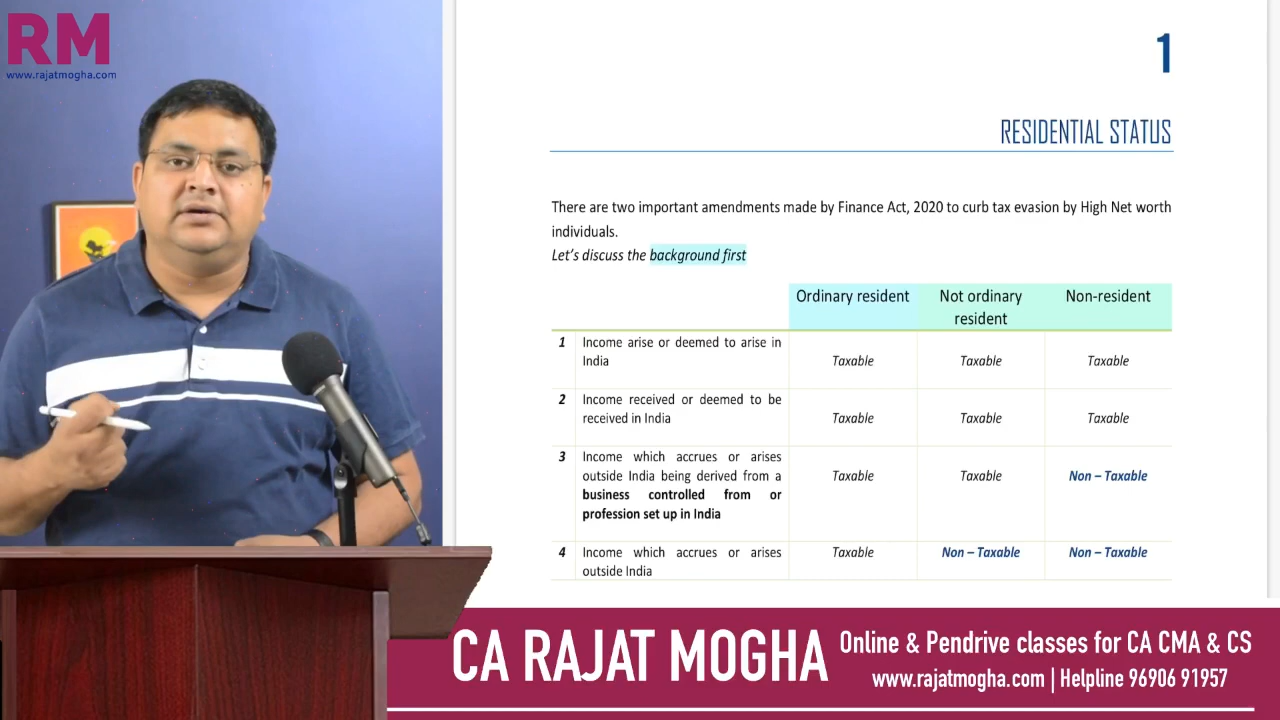 RM
www.rajatmogha.com
1
RESIDENTIAL STATUS
There are two important amendments made by Finance Act, 2020 to curb tax evasion by High Net worth
individuals.
Let's discuss the background first
Ordinary resident
Not ordinary
resident
Non-resident
1
Income arise or deemed to arise in
India
Taxable
Taxable
Taxable
2
Income received or deemed to be
received in India
Taxable
Taxable
Taxable
3
Income which accrues or arises
outside India being derived from a
business controlled from or
profession set up in India
Taxable
Taxable
Non – Taxable
4
Income which accrues or arises
outside India
Taxable
Non – Taxable
Non – Taxable
CA RAJAT MOGHA
Online & Pendrive classes for CA CMA & CS
www.rajatmogha.com | Helpline 96906 91957